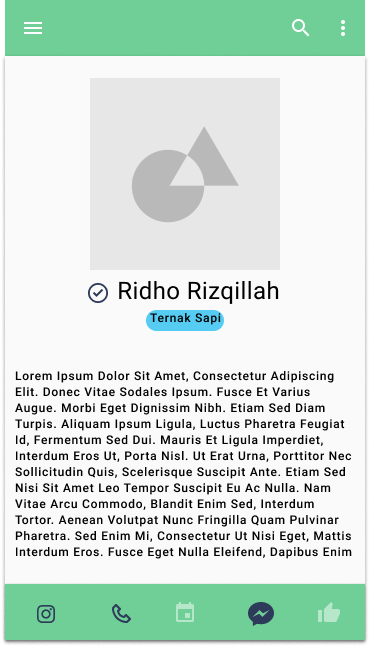 Ridho Rizqillah
Ternak Sapi
Lorem Ipsum Dolor Sit Amet, Consectetur Adipiscing
Elit. Donec Vitae Sodales Ipsum. Fusce Et Varius
Augue. Morbi Eget Dignissim Nibh. Etiam Sed Diam
Turpis. Aliquam Ipsum Ligula, Luctus Pharetra Feugiat
Id, Fermentum Sed Dui. Mauris Et Ligula Imperdiet,
Interdum Eros Ut, Porta Nisl. Ut Erat Urna, Porttitor Nec
Sollicitudin Quis, Scelerisque Suscipit Ante. Etiam Sed
Nisi Sit Amet Leo Tempor Suscipit Eu Ac Nulla. Nam
Vitae Arcu Commodo, Blandit Enim Sed, Interdum
Tortor. Aenean Volutpat Nunc Fringilla Quam Pulvinar
Pharetra. Sed Enim Mi, Consectetur Ut Nisi Eget, Mattis
Interdum Eros. Fusce Eget Nulla Eleifend, Dapibus Enim